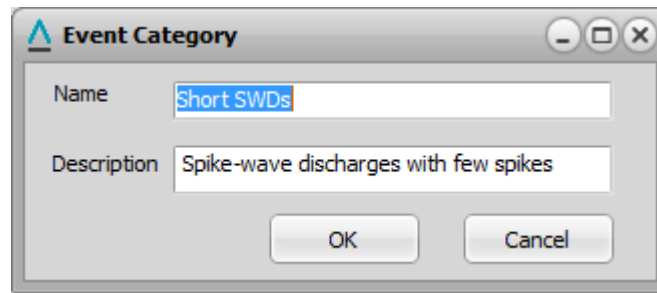 Event Category
Name Short SWDs
Description Spike-wave discharges with few spikes
OK Cancel